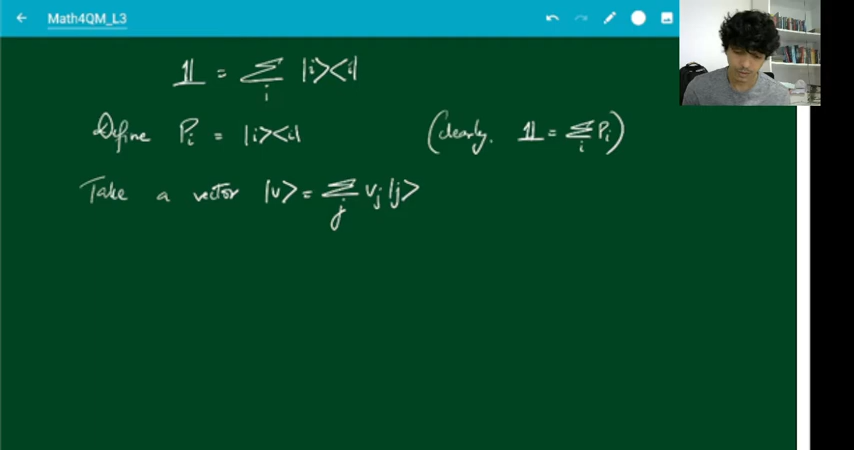 Math4QM_L3
𝟙 = Σ_i |i><i|
Define P_i = |i><i| (Clearly, 𝟙 = Σ_i P_i)
Take a vector |v> = Σ_j v_j |j>